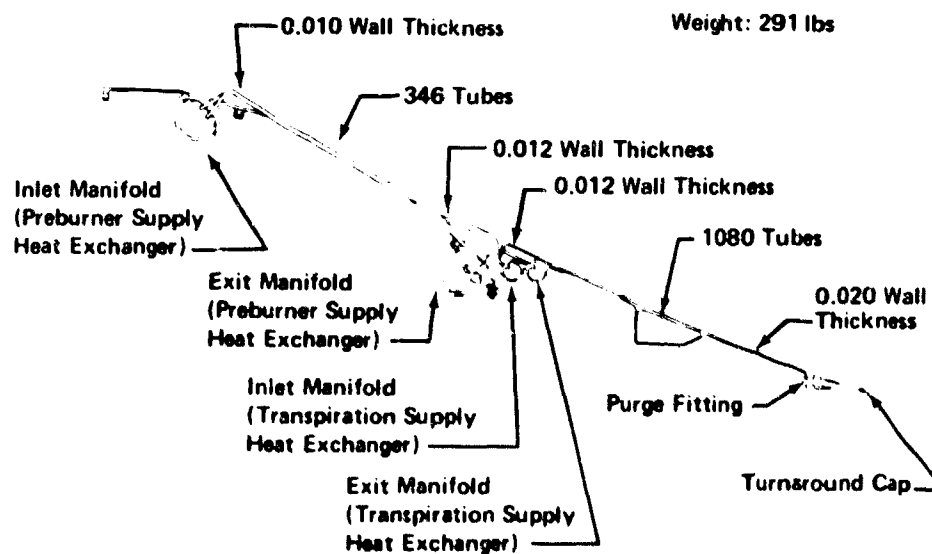 0.010 Wall Thickness
Weight: 291 lbs
346 Tubes
0.012 Wall Thickness
0.012 Wall Thickness
Inlet Manifold
(Preburner Supply
Heat Exchanger)
1080 Tubes
Exit Manifold
(Preburner Supply
Heat Exchanger)
0.020 Wall
Thickness
Inlet Manifold
(Transpiration Supply
Heat Exchanger)
Purge Fitting
Turnaround Cap
Exit Manifold
(Transpiration Supply
Heat Exchanger)